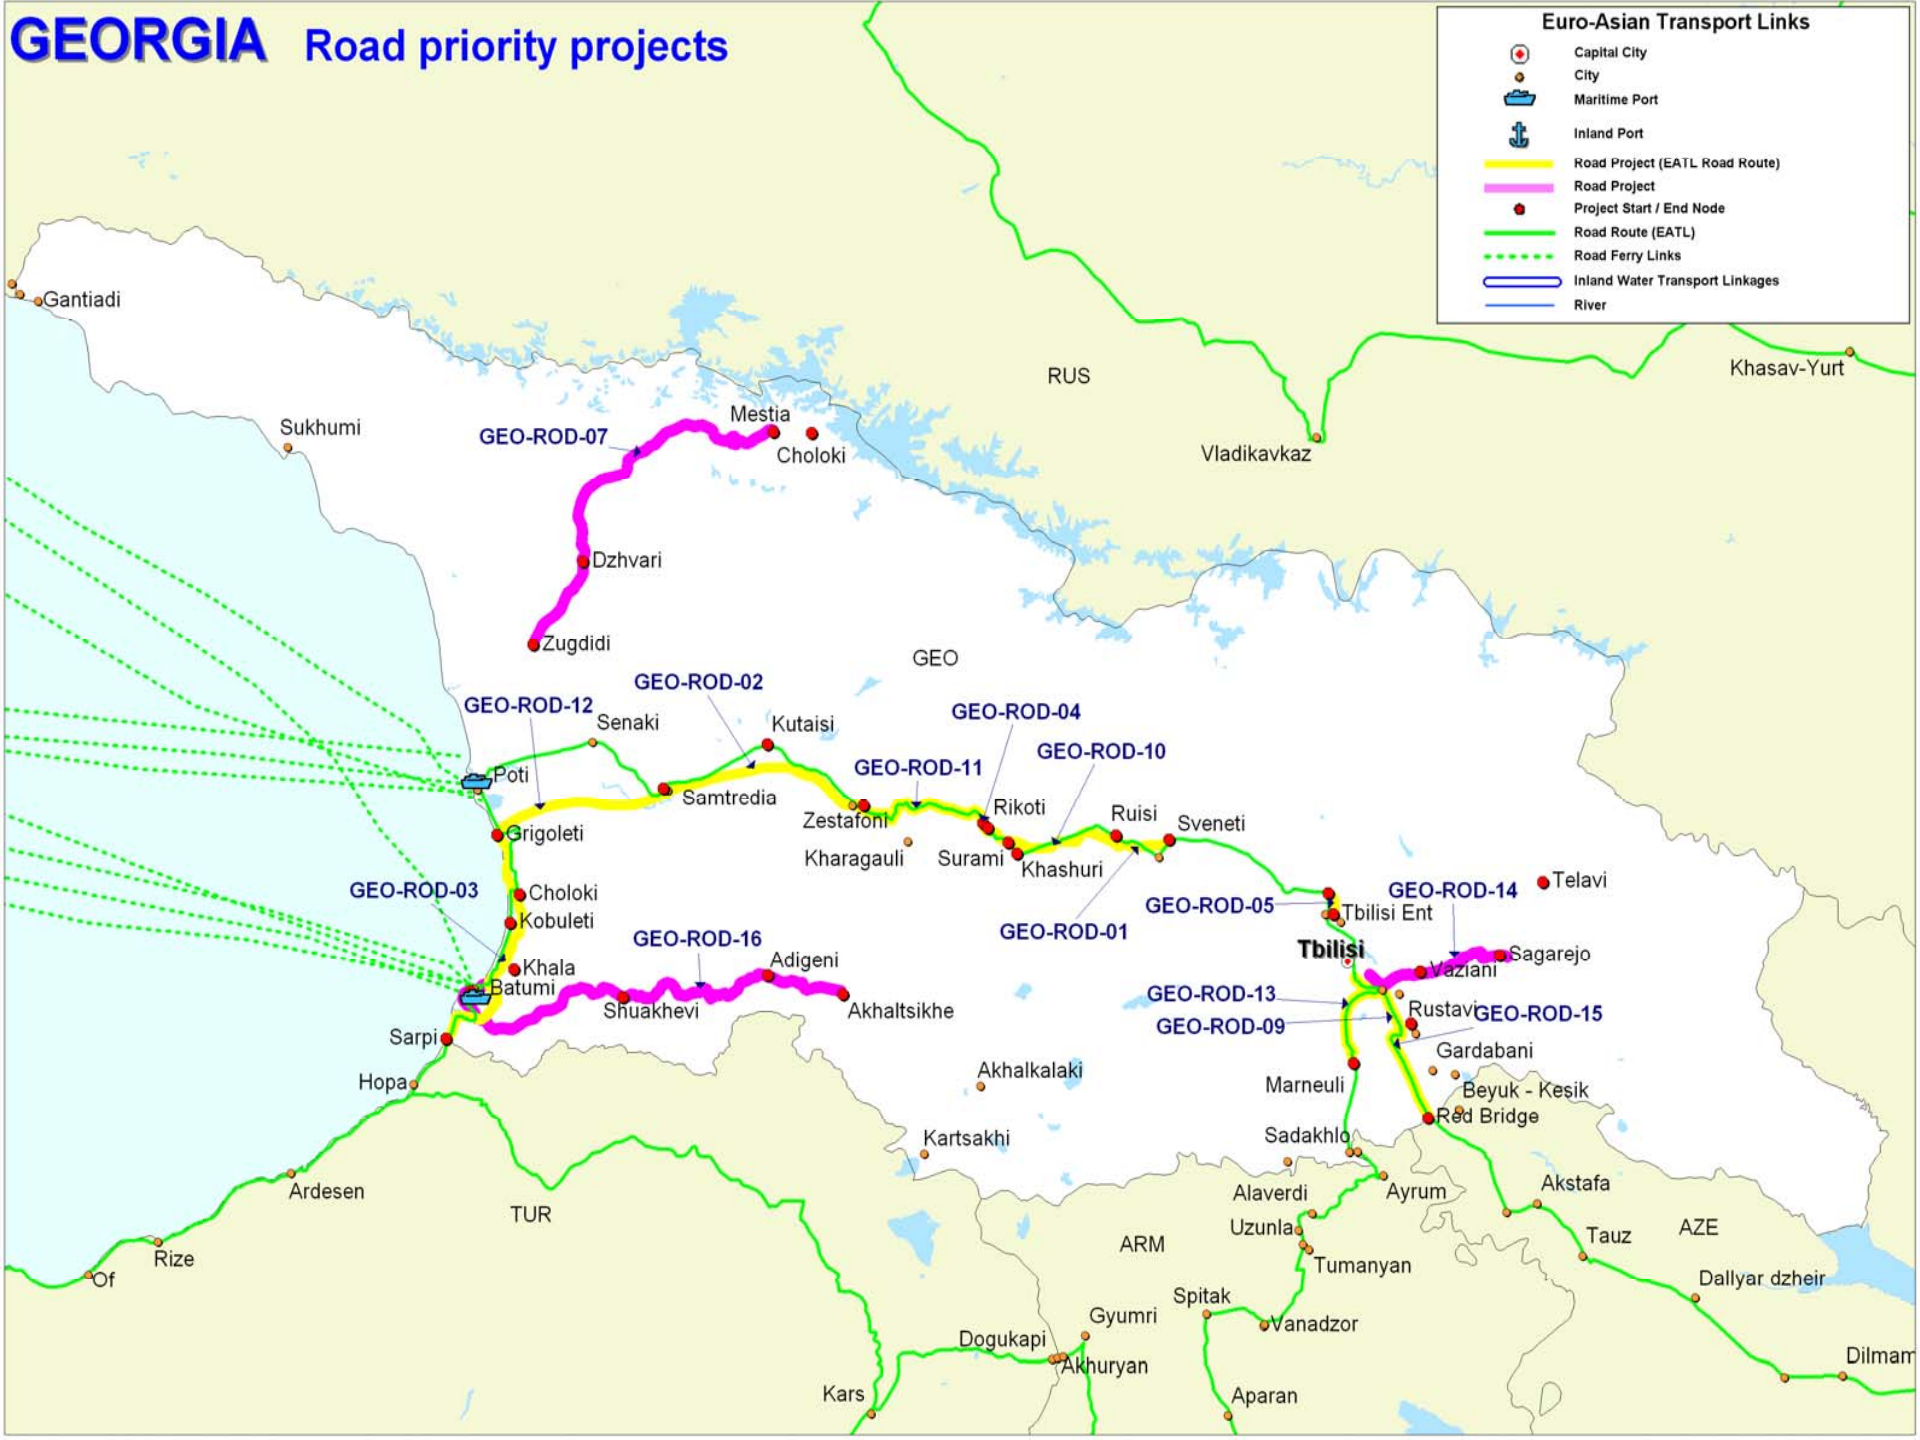 GEORGIA Road priority projects
Euro-Asian Transport Links
Capital City
City
Maritime Port
Inland Port
Road Project (EATL Road Route)
Road Project
Project Start / End Node
Road Route (EATL)
Road Ferry Links
Inland Water Transport Linkages
River
Gantiadi
Khasav-Yurt
RUS
Mestia
Sukhumi
GEO-ROD-07
Vladikavkaz
Choloki
Dzhvari
Zugdidi
GEO
GEO-ROD-02
GEO-ROD-12
GEO-ROD-04
Senaki
Kutaisi
GEO-ROD-10
GEO-ROD-11
Poti
Samtredia
Rikoti
Ruisi
Zestafoni
Sveneti
Grigoleti
Kharagauli
Surami
Khashuri
GEO-ROD-03
Choloki
GEO-ROD-14
Telavi
GEO-ROD-05
Tbilisi Ent
Kobuleti
GEO-ROD-01
GEO-ROD-16
Tbilisi
Sagarejo
Adigeni
Khala
Vaziani
Batumi
GEO-ROD-13
Shuakhevi
Akhaltsikhe
Rustavi
GEO-ROD-15
GEO-ROD-09
Sarpi
Gardabani
Akhalkalaki
Hopa
Marneuli
Beyuk - Kesik
Red Bridge
Kartsakhi
Sadakhlo
Ardesen
Alaverdi
Ayrum
Akstafa
TUR
Uzunla
AZE
ARM
Tauz
Rize
Tumanyan
Of
Dallyar dzheir
Spitak
Gyumri
Vanadzor
Dogukapi
Akhuryan
Dilmam
Kars
Aparan